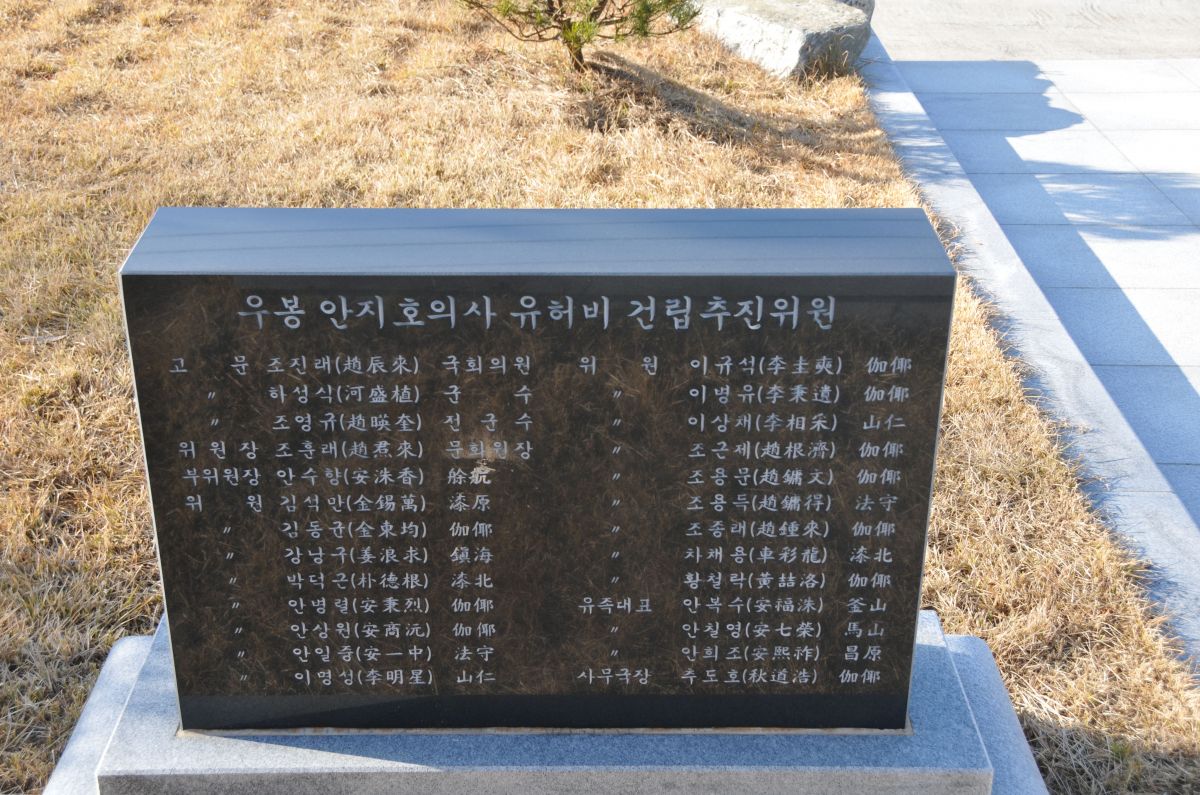 우봉 안지호의사 유허비 건립추진위원
고 문 조진래(趙辰來) 국회의원
〃 하성식(河盛植) 군 수
〃 조영규(趙暎奎) 전 군 수
위 원 장 조훈래(趙焄來) 문화원장
부위원장 안수항(安洙香) 餘航
위 원 김석만(金錫萬) 漆原
〃 김동균(金東均) 伽倻
〃 강낭구(姜浪求) 鎭海
〃 박덕근(朴德根) 漆北
〃 안병렬(安秉烈) 伽倻
〃 안상원(安商沅) 伽倻
〃 안일중(安一中) 法守
〃 이명성(李明星) 山仁
위 원 이규석(李圭奭) 伽倻
〃 이병유(李秉遺) 伽倻
〃 이상채(李相采) 山仁
〃 조근제(趙根濟) 伽倻
〃 조용문(趙鏞文) 伽倻
〃 조용득(趙鏞得) 法守
〃 조종래(趙鍾來) 伽倻
〃 차채용(車彩龍) 漆北
〃 황철락(黃喆洛) 伽倻
유족대표 안복수(安福洙) 釜山
〃 안칠영(安七榮) 馬山
〃 안희조(安熙祚) 昌原
사무국장 추도호(秋道浩) 伽倻